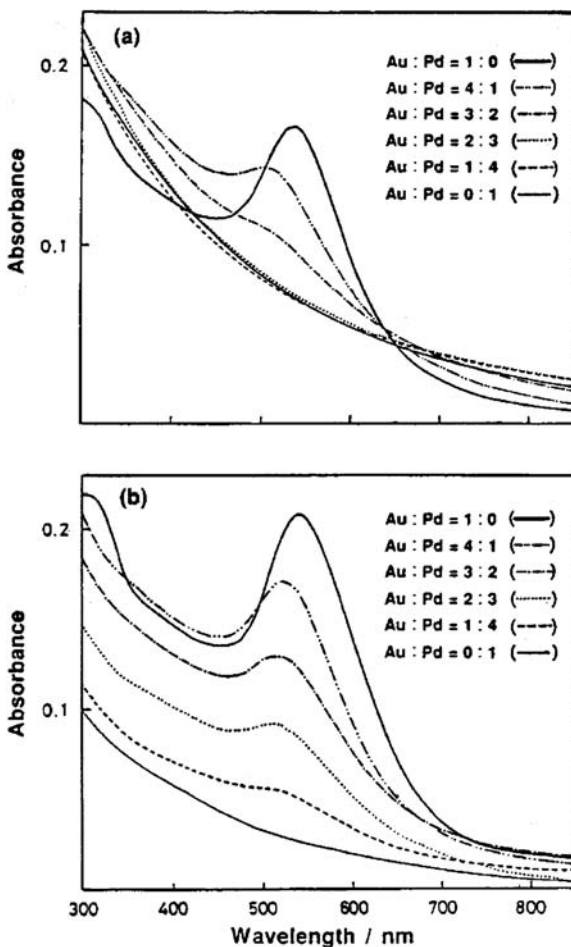 (a)
Au : Pd = 1 : 0 (——)
Au : Pd = 4 : 1 (—··—)
Au : Pd = 3 : 2 (—·—)
Au : Pd = 2 : 3 (········)
Au : Pd = 1 : 4 (-----)
Au : Pd = 0 : 1 (——)
0.2
0.1
Absorbance
(b)
Au : Pd = 1 : 0 (——)
Au : Pd = 4 : 1 (—··—)
Au : Pd = 3 : 2 (—·—)
Au : Pd = 2 : 3 (········)
Au : Pd = 1 : 4 (-----)
Au : Pd = 0 : 1 (——)
0.2
0.1
Absorbance
300 400 500 600 700 800
Wavelength / nm